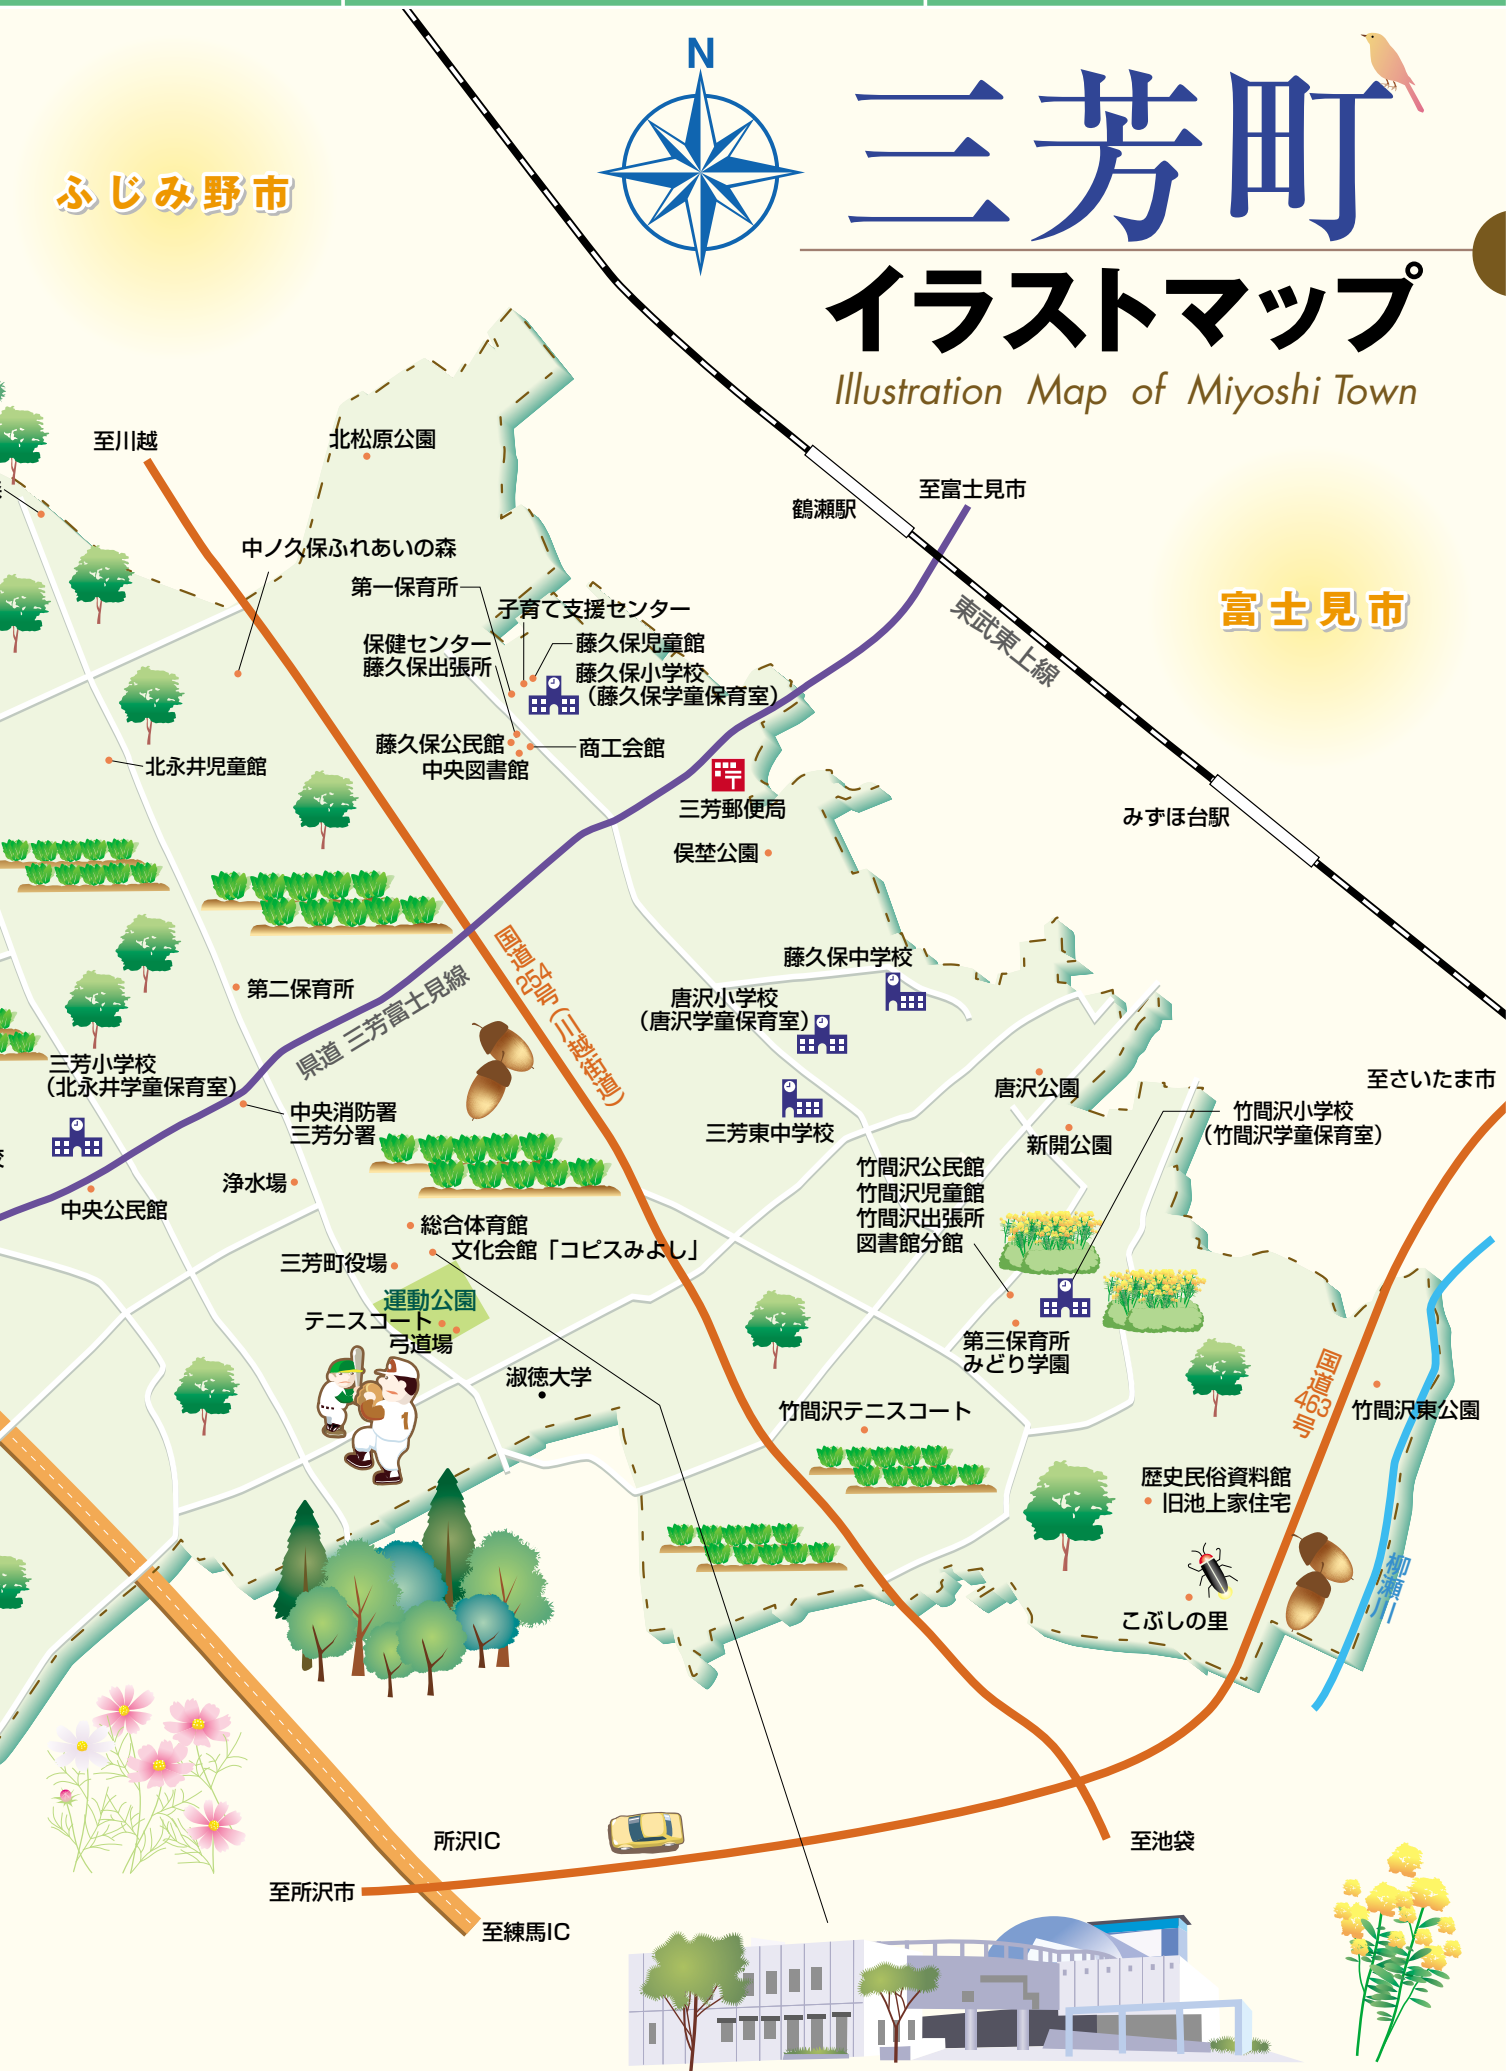 N
三芳町
イラストマップ
Illustration Map of Miyoshi Town
ふじみ野市
至川越
北松原公園
鶴瀬駅
至富士見市
中ノ久保ふれあいの森
第一保育所
子育て支援センター
富士見市
東武東上線
保健センター
藤久保出張所
藤久保児童館
藤久保小学校
(藤久保学童保育室)
藤久保公民館
中央図書館
商工会館
北永井児童館
三芳郵便局
みずほ台駅
俣埜公園
国道254号(川越街道)
県道 三芳富士見線
藤久保中学校
第二保育所
唐沢小学校
(唐沢学童保育室)
三芳小学校
(北永井学童保育室)
唐沢公園
至さいたま市
中央消防署
三芳分署
三芳東中学校
新開公園
竹間沢小学校
(竹間沢学童保育室)
浄水場
中央公民館
竹間沢公民館
竹間沢児童館
竹間沢出張所
図書館分館
総合体育館
文化会館「コピスみよし」
三芳町役場
運動公園
テニスコート
弓道場
第三保育所
みどり学園
淑徳大学
竹間沢テニスコート
国道463号
竹間沢東公園
歴史民俗資料館
旧池上家住宅
柳瀬川
こぶしの里
所沢IC
至所沢市
至練馬IC
至池袋
1